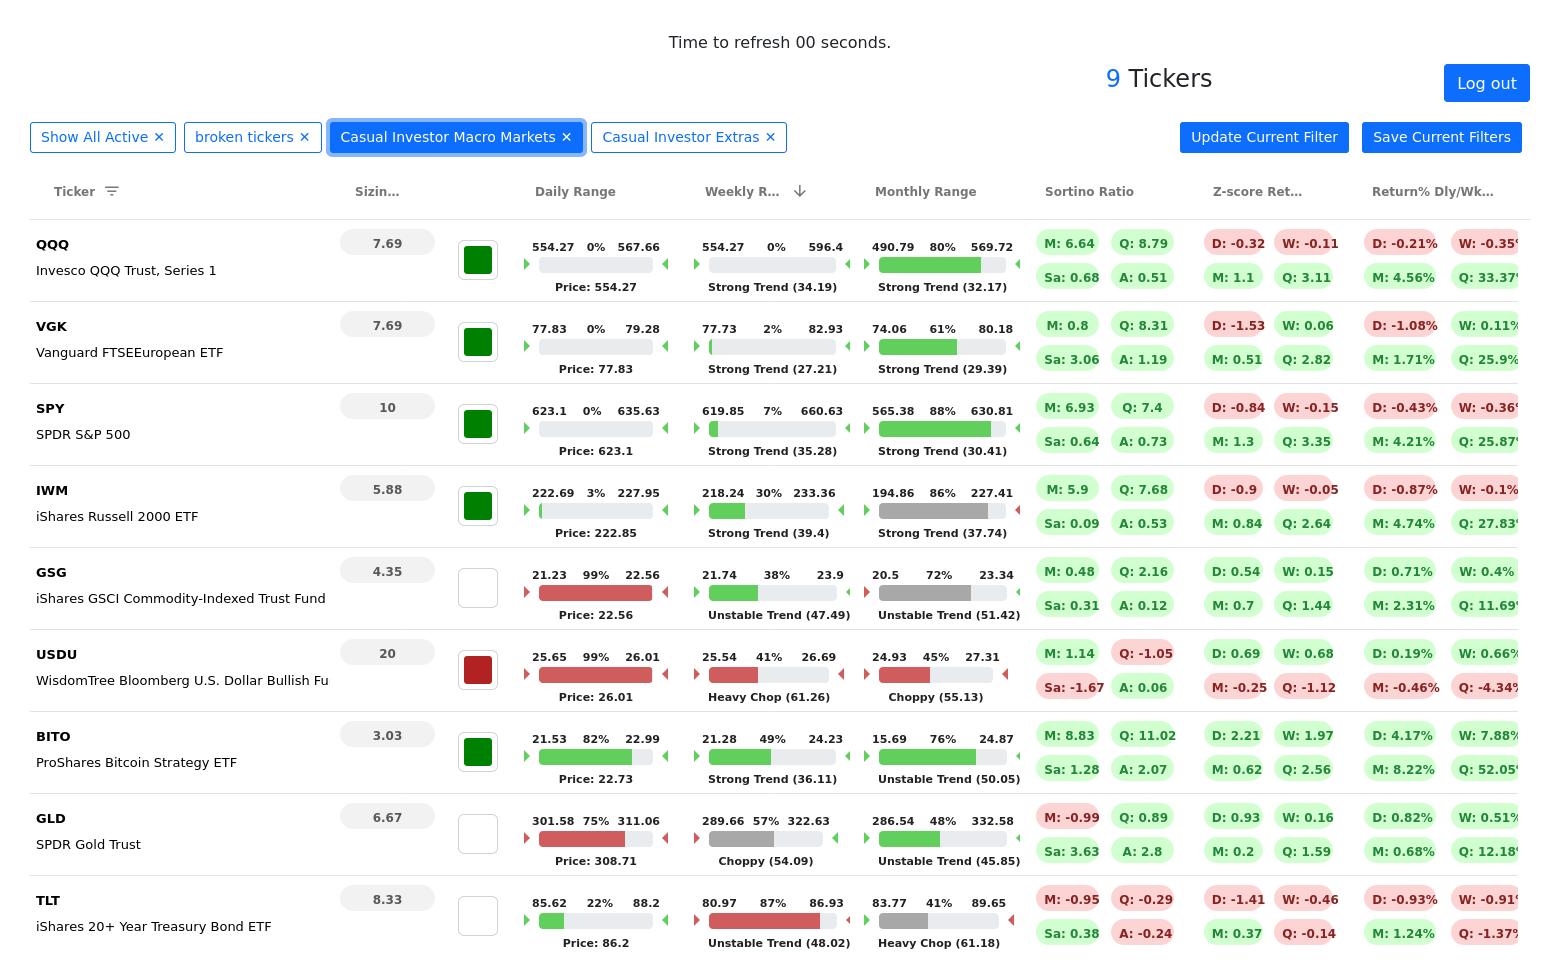 Time to refresh 00 seconds.
9 Tickers
Log out
Show All Active ✕ broken tickers ✕ Casual Investor Macro Markets ✕ Casual Investor Extras ✕ Update Current Filter Save Current Filters
Ticker Sizin… Daily Range Weekly R… Monthly Range Sortino Ratio Z-score Ret… Return% Dly/Wk…
QQQ 7.69 554.27 0% 567.66 554.27 0% 596.4 490.79 80% 569.72 M: 6.64 Q: 8.79 D: -0.32 W: -0.11 D: -0.21% W: -0.35%
Invesco QQQ Trust, Series 1 Price: 554.27 Strong Trend (34.19) Strong Trend (32.17) Sa: 0.68 A: 0.51 M: 1.1 Q: 3.11 M: 4.56% Q: 33.37%
VGK 7.69 77.83 0% 79.28 77.73 2% 82.93 74.06 61% 80.18 M: 0.8 Q: 8.31 D: -1.53 W: 0.06 D: -1.08% W: 0.11%
Vanguard FTSEEuropean ETF Price: 77.83 Strong Trend (27.21) Strong Trend (29.39) Sa: 3.06 A: 1.19 M: 0.51 Q: 2.82 M: 1.71% Q: 25.9%
SPY 10 623.1 0% 635.63 619.85 7% 660.63 565.38 88% 630.81 M: 6.93 Q: 7.4 D: -0.84 W: -0.15 D: -0.43% W: -0.36%
SPDR S&P 500 Price: 623.1 Strong Trend (35.28) Strong Trend (30.41) Sa: 0.64 A: 0.73 M: 1.3 Q: 3.35 M: 4.21% Q: 25.87%
IWM 5.88 222.69 3% 227.95 218.24 30% 233.36 194.86 86% 227.41 M: 5.9 Q: 7.68 D: -0.9 W: -0.05 D: -0.87% W: -0.1%
iShares Russell 2000 ETF Price: 222.85 Strong Trend (39.4) Strong Trend (37.74) Sa: 0.09 A: 0.53 M: 0.84 Q: 2.64 M: 4.74% Q: 27.83%
GSG 4.35 21.23 99% 22.56 21.74 38% 23.9 20.5 72% 23.34 M: 0.48 Q: 2.16 D: 0.54 W: 0.15 D: 0.71% W: 0.4%
iShares GSCI Commodity-Indexed Trust Fund Price: 22.56 Unstable Trend (47.49) Unstable Trend (51.42) Sa: 0.31 A: 0.12 M: 0.7 Q: 1.44 M: 2.31% Q: 11.69%
USDU 20 25.65 99% 26.01 25.54 41% 26.69 24.93 45% 27.31 M: 1.14 Q: -1.05 D: 0.69 W: 0.68 D: 0.19% W: 0.66%
WisdomTree Bloomberg U.S. Dollar Bullish Fu Price: 26.01 Heavy Chop (61.26) Choppy (55.13) Sa: -1.67 A: 0.06 M: -0.25 Q: -1.12 M: -0.46% Q: -4.34%
BITO 3.03 21.53 82% 22.99 21.28 49% 24.23 15.69 76% 24.87 M: 8.83 Q: 11.02 D: 2.21 W: 1.97 D: 4.17% W: 7.88%
ProShares Bitcoin Strategy ETF Price: 22.73 Strong Trend (36.11) Unstable Trend (50.05) Sa: 1.28 A: 2.07 M: 0.62 Q: 2.56 M: 8.22% Q: 52.05%
GLD 6.67 301.58 75% 311.06 289.66 57% 322.63 286.54 48% 332.58 M: -0.99 Q: 0.89 D: 0.93 W: 0.16 D: 0.82% W: 0.51%
SPDR Gold Trust Price: 308.71 Choppy (54.09) Unstable Trend (45.85) Sa: 3.63 A: 2.8 M: 0.2 Q: 1.59 M: 0.68% Q: 12.18%
TLT 8.33 85.62 22% 88.2 80.97 87% 86.93 83.77 41% 89.65 M: -0.95 Q: -0.29 D: -1.41 W: -0.46 D: -0.93% W: -0.91%
iShares 20+ Year Treasury Bond ETF Price: 86.2 Unstable Trend (48.02) Heavy Chop (61.18) Sa: 0.38 A: -0.24 M: 0.37 Q: -0.14 M: 1.24% Q: -1.37%